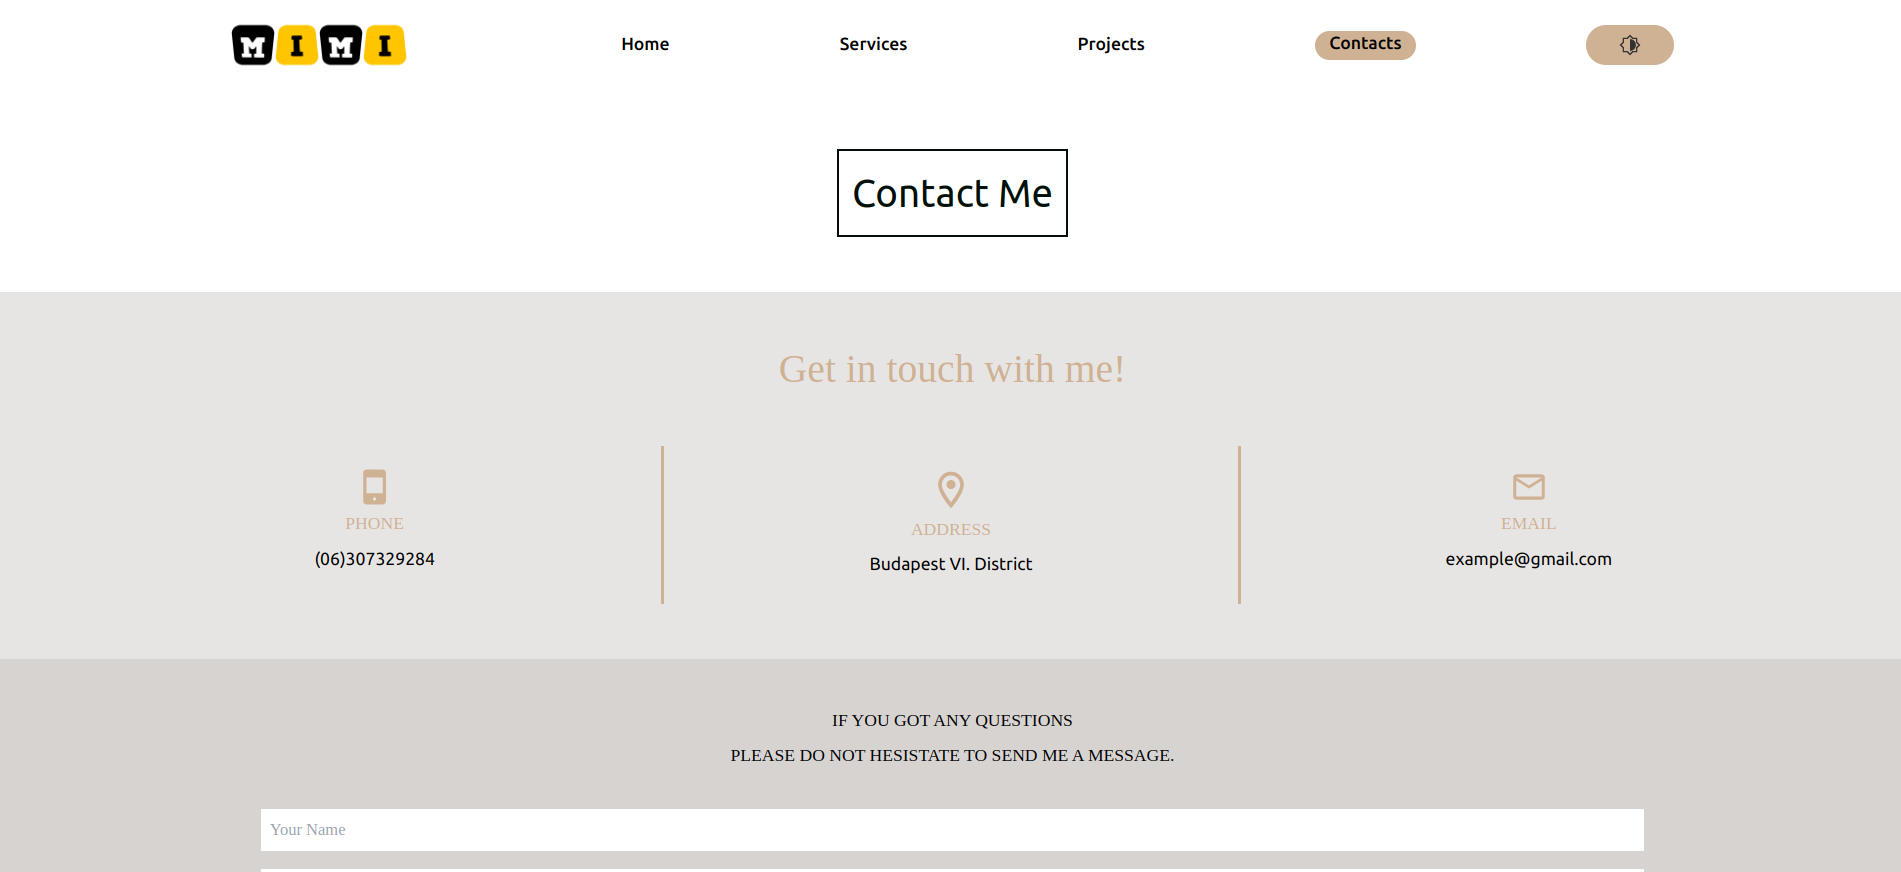 MIMI
Home
Services
Projects
Contacts
Contact Me
Get in touch with me!
PHONE
(06)307329284
ADDRESS
Budapest VI. District
EMAIL
example@gmail.com
IF YOU GOT ANY QUESTIONS
PLEASE DO NOT HESISTATE TO SEND ME A MESSAGE.
Your Name